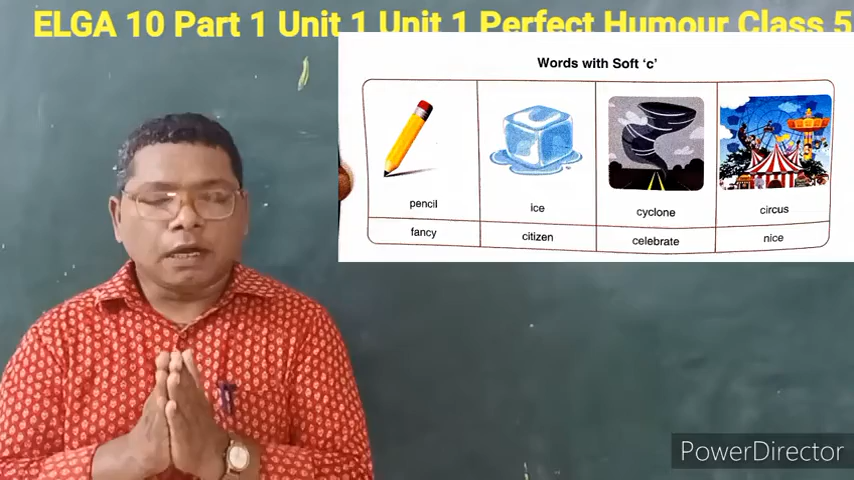 ELGA 10 Part 1 Unit 1 Unit 1 Perfect Humour Class 5
Words with Soft ‘c’
pencil ice cyclone circus
fancy citizen celebrate nice
PowerDirector